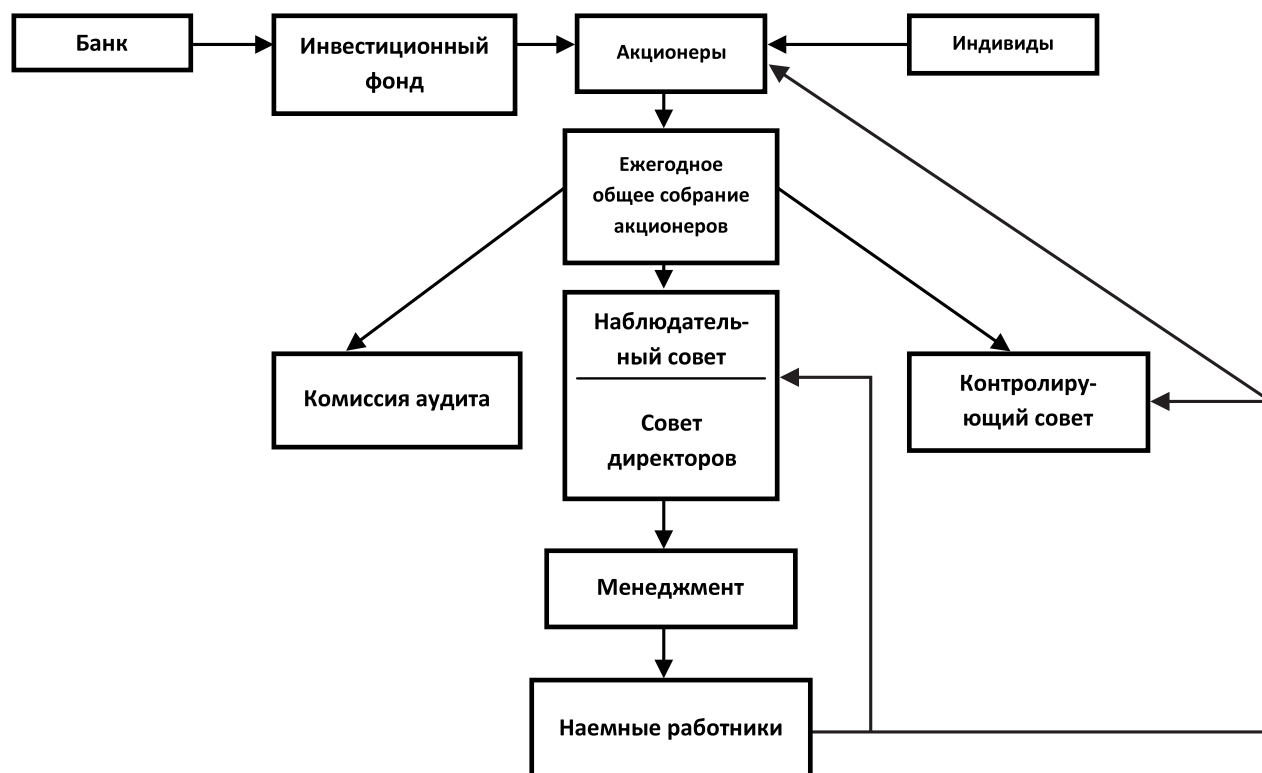 Банк
Инвестиционный
фонд
Акционеры
Индивиды
Ежегодное
общее собрание
акционеров
Наблюдатель-
ный совет
Совет
директоров
Комиссия аудита
Контролиру-
ющий совет
Менеджмент
Наемные работники